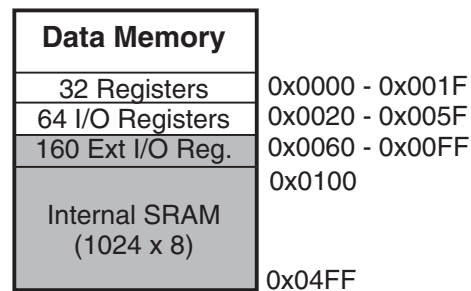 Data Memory
32 Registers 0x0000 - 0x001F
64 I/O Registers 0x0020 - 0x005F
160 Ext I/O Reg. 0x0060 - 0x00FF
0x0100
Internal SRAM
(1024 x 8)
0x04FF